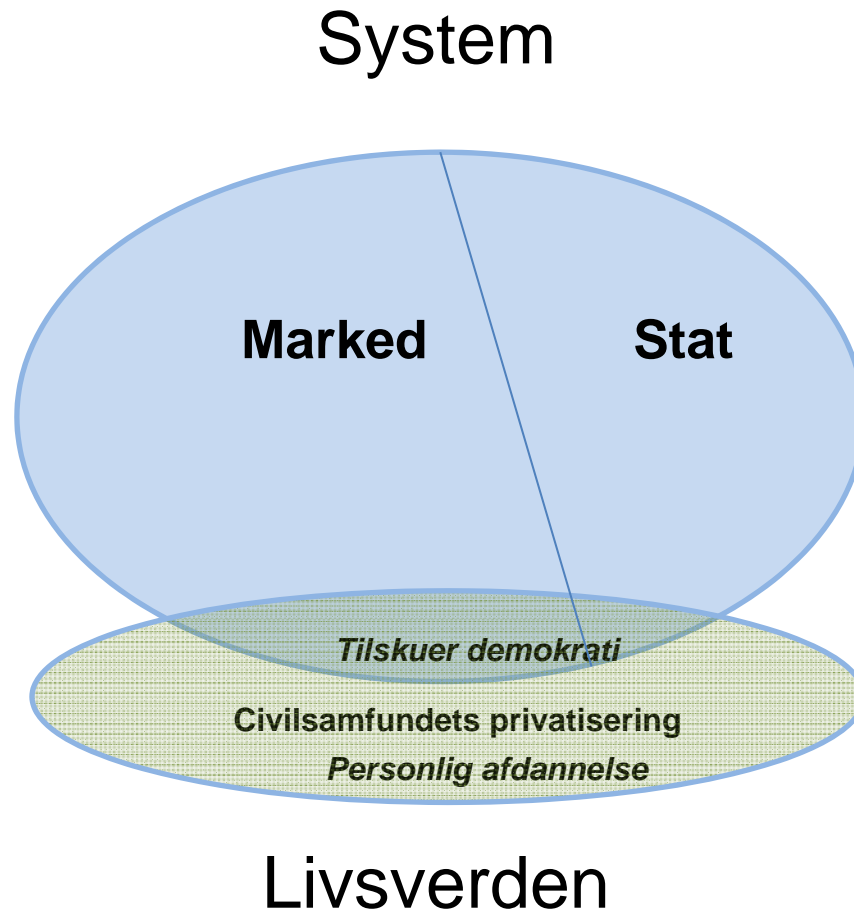 System
Marked
Stat
Tilskuer demokrati
Civilsamfundets privatisering
Personlig afdannelse
Livsverden